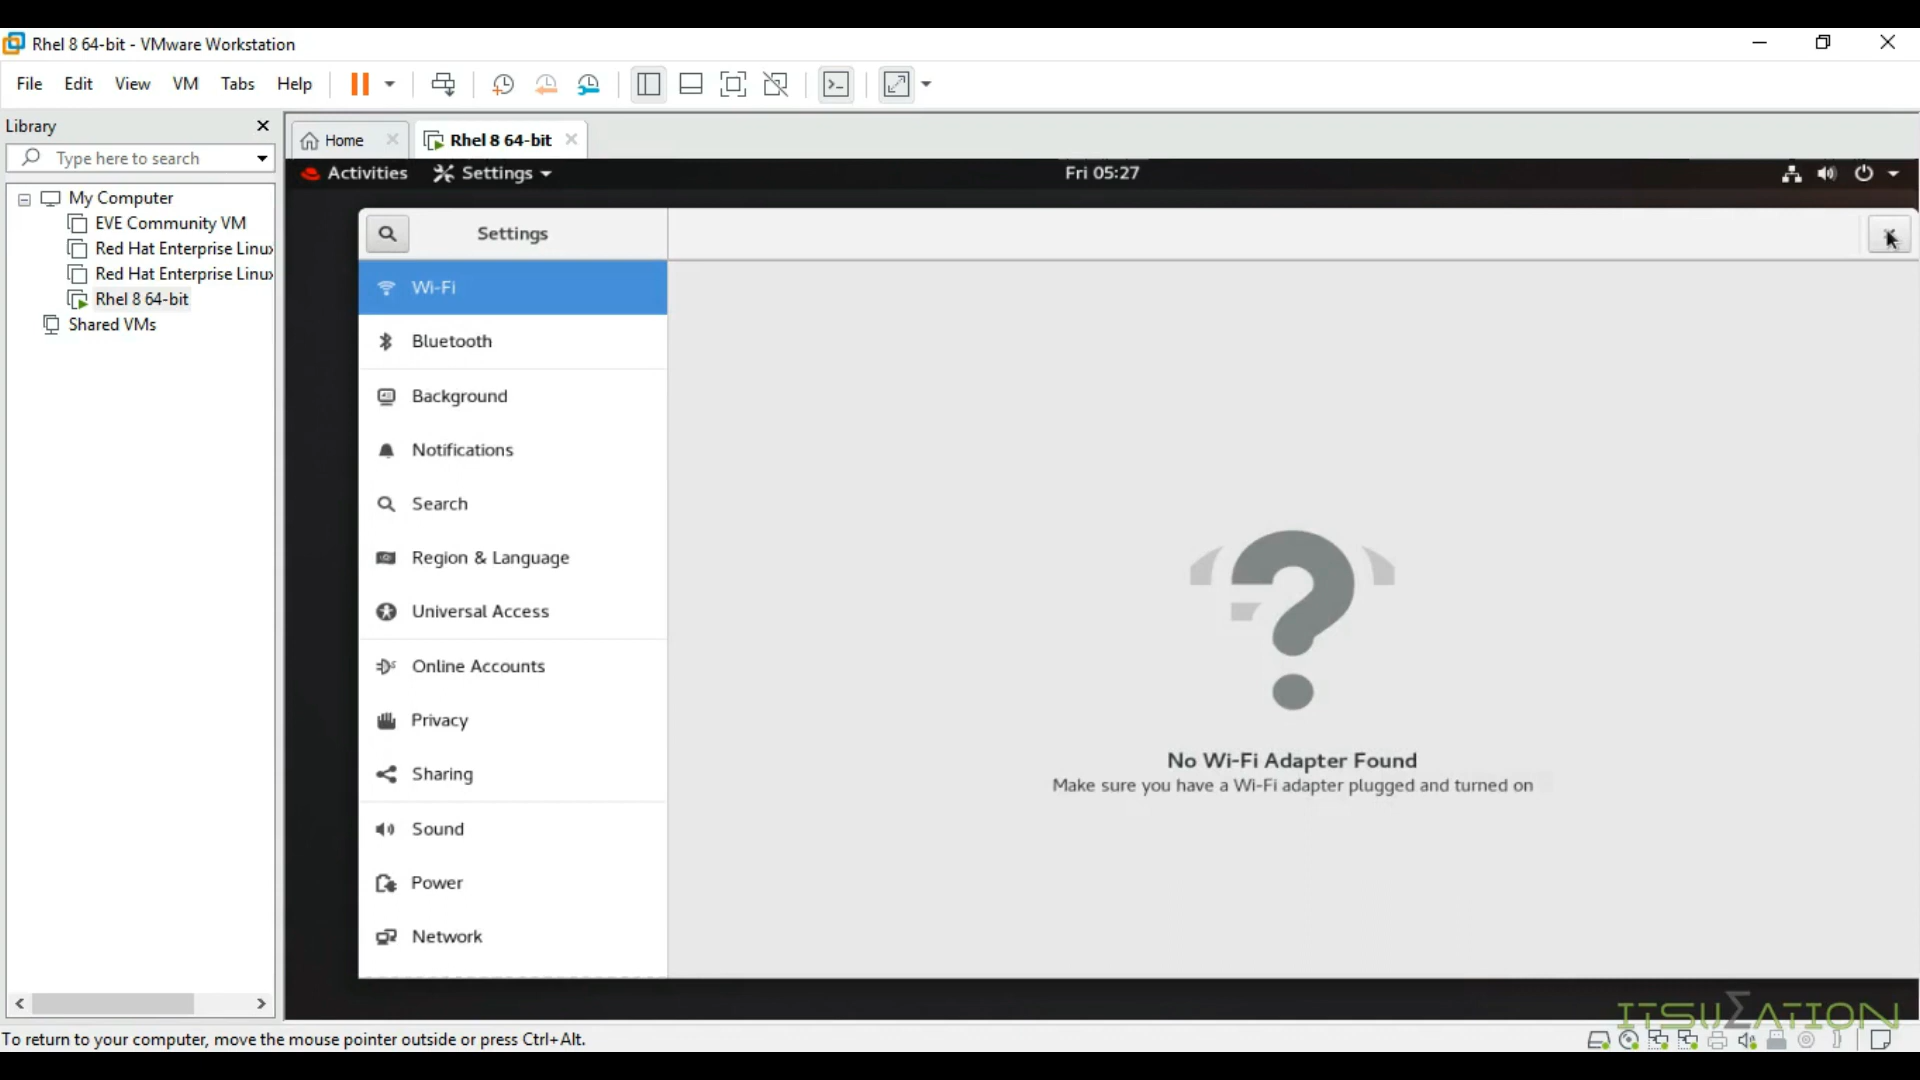 Rhel 8 64-bit - VMware Workstation
File Edit View VM Tabs Help
Library
Type here to search
My Computer
EVE Community VM
Red Hat Enterprise Linux
Red Hat Enterprise Linux
Rhel 8 64-bit
Shared VMs
Home
Rhel 8 64-bit
Activities Settings Fri 05:27
Settings
Wi-Fi
Bluetooth
Background
Notifications
Search
Region & Language
Universal Access
Online Accounts
Privacy
Sharing
Sound
Power
Network
No Wi-Fi Adapter Found
Make sure you have a Wi-Fi adapter plugged and turned on
To return to your computer, move the mouse pointer outside or press Ctrl+Alt.